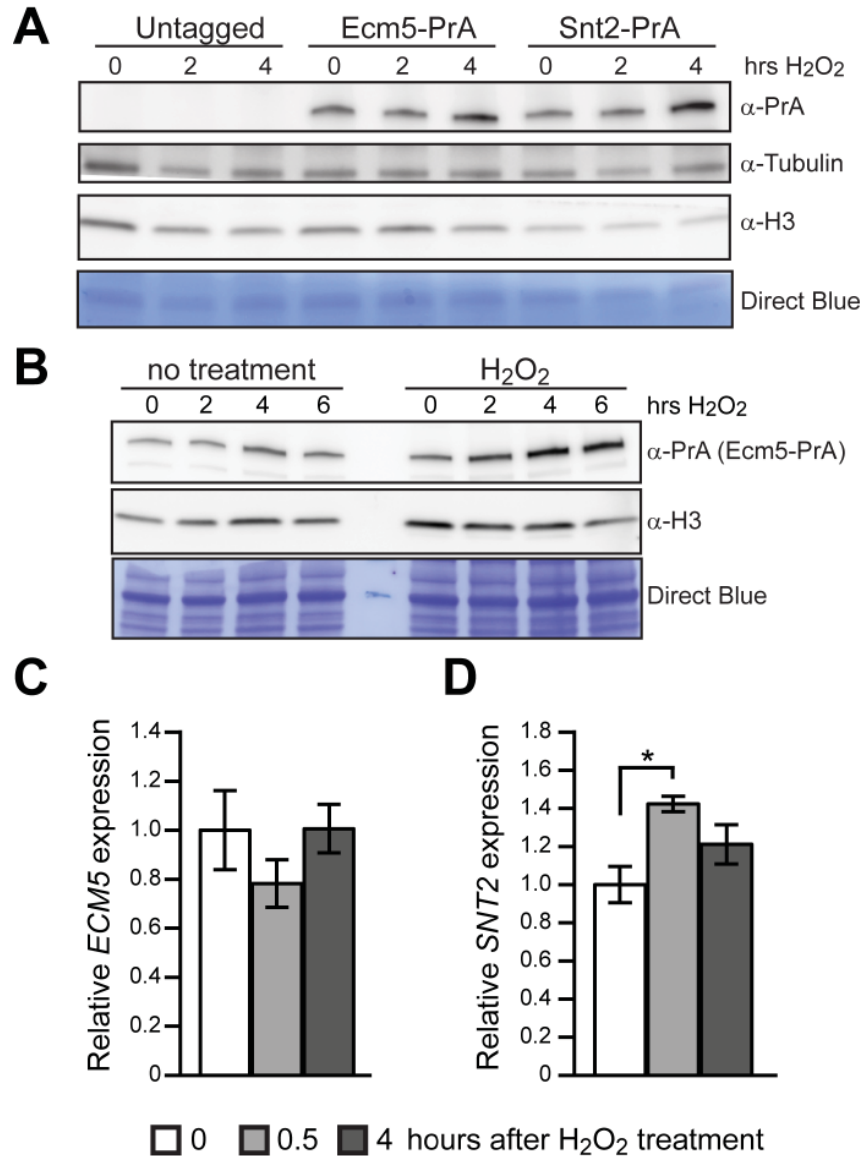 A
Untagged Ecm5-PrA Snt2-PrA
0 2 4 0 2 4 0 2 4 hrs H₂O₂
α-PrA
α-Tubulin
α-H3
Direct Blue
B
no treatment H₂O₂
0 2 4 6 0 2 4 6 hrs H₂O₂
α-PrA (Ecm5-PrA)
α-H3
Direct Blue
C
Relative ECM5 expression
1.4
1.2
1.0
0.8
0.6
0.4
0.2
0
D
Relative SNT2 expression
1.8
1.6
1.4
1.2
1.0
0.8
0.6
0.4
0.2
0
*
0 0.5 4 hours after H₂O₂ treatment